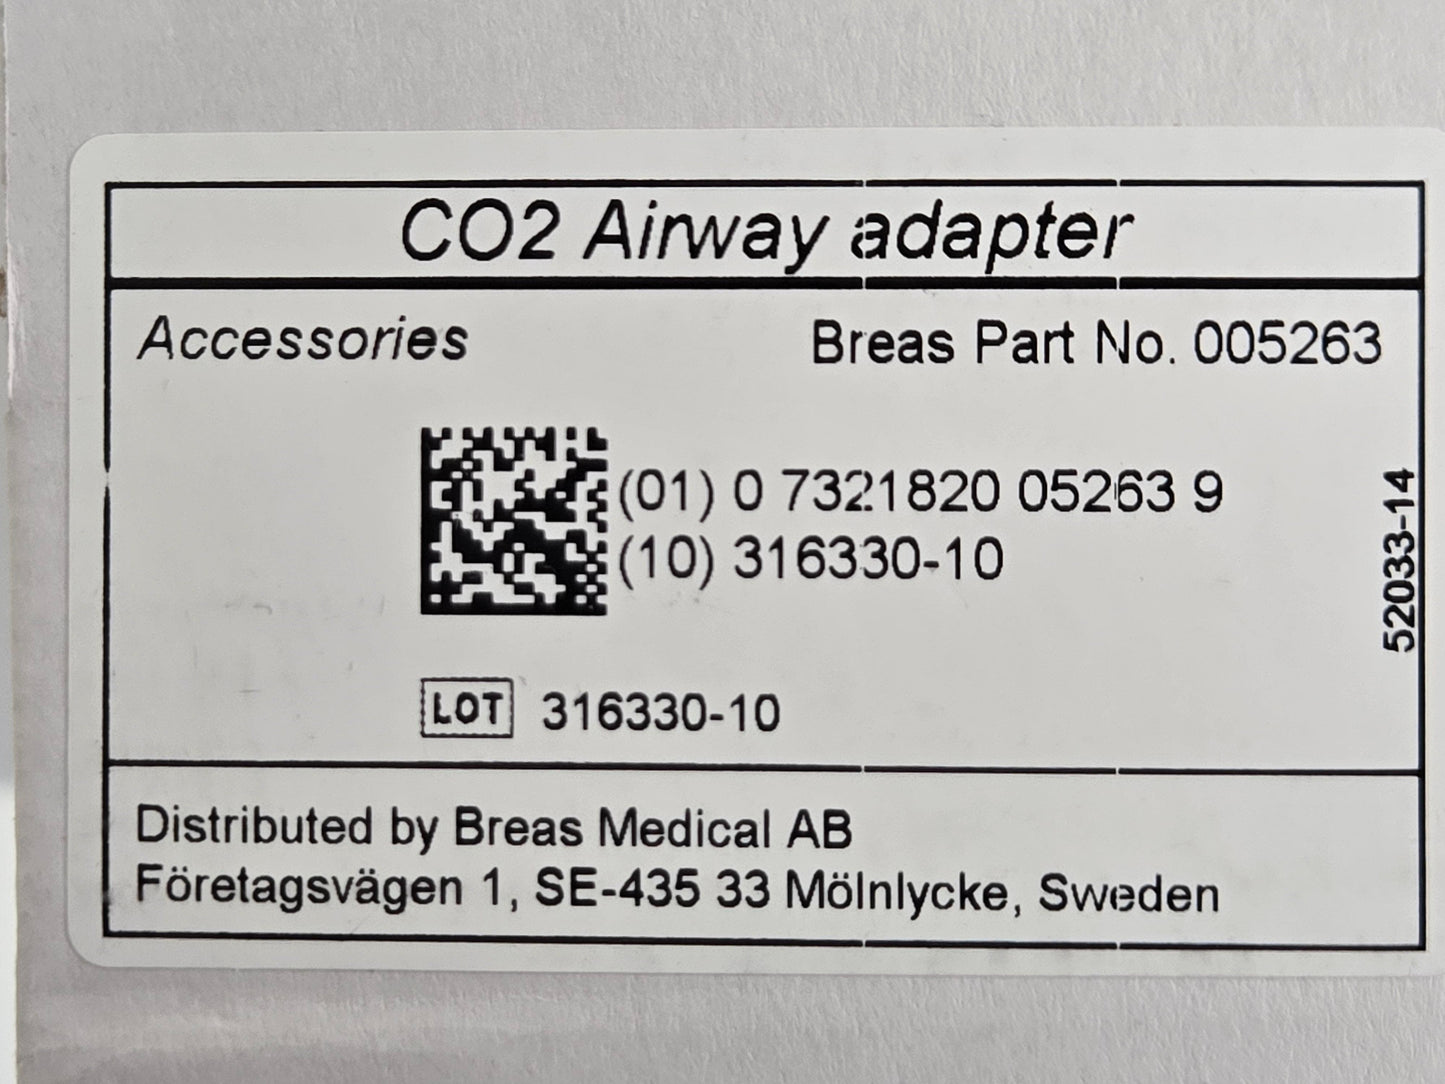 CO2 Airway adapter
Accessories
Breas Part No. 005263
(01) 0 7321820 05263 9
(10) 316330-10
52033-14
LOT 316330-10
Distributed by Breas Medical AB
Företagsvägen 1, SE-435 33 Mölnlycke, Sweden